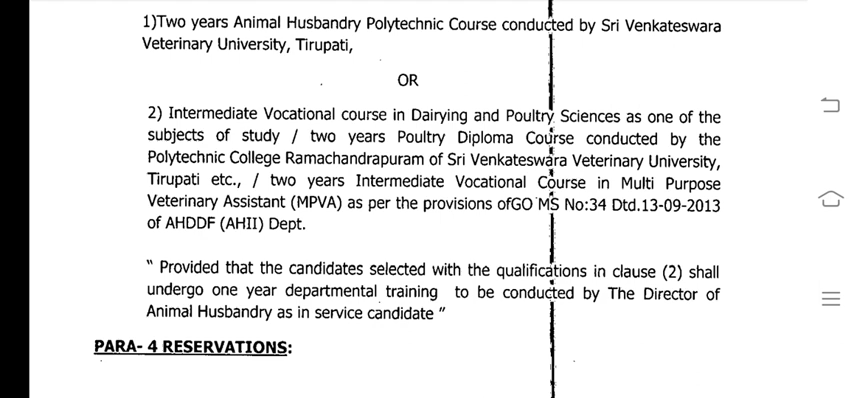 1)Two years Animal Husbandry Polytechnic Course conducted by Sri Venkateswara
Veterinary University, Tirupati,
OR
2) Intermediate Vocational course in Dairying and Poultry Sciences as one of the
subjects of study / two years Poultry Diploma Course conducted by the
Polytechnic College Ramachandrapuram of Sri Venkateswara Veterinary University,
Tirupati etc., / two years Intermediate Vocational Course in Multi Purpose
Veterinary Assistant (MPVA) as per the provisions ofGO MS No:34 Dtd.13-09-2013
of AHDDF (AHII) Dept.
" Provided that the candidates selected with the qualifications in clause (2) shall
undergo one year departmental training to be conducted by The Director of
Animal Husbandry as in service candidate "
PARA- 4 RESERVATIONS: